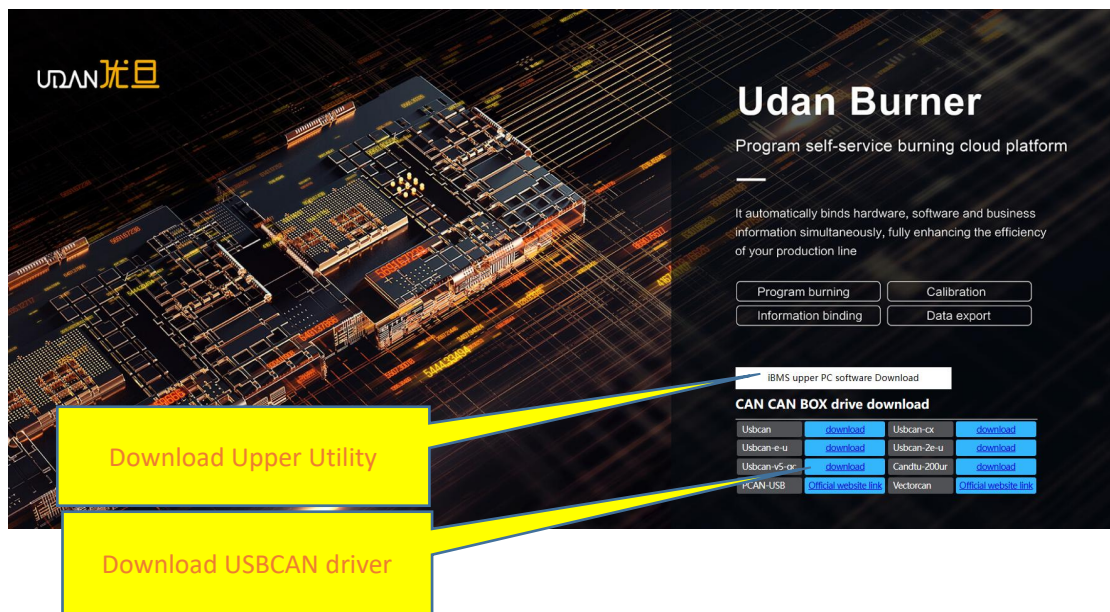 UDAN优旦
Udan Burner
Program self-service burning cloud platform
It automatically binds hardware, software and business
information simultaneously, fully enhancing the efficiency
of your production line
Program burning
Calibration
Information binding
Data export
iBMS upper PC software Download
CAN CAN BOX drive download
Usbcan download Usbcan-cx download
Usbcan-e-u download Usbcan-2e-u download
download Candtu-200ur download
PCAN-USB Official website link Vectorcan Official website link
Download Upper Utility
Download USBCAN driver
569167298